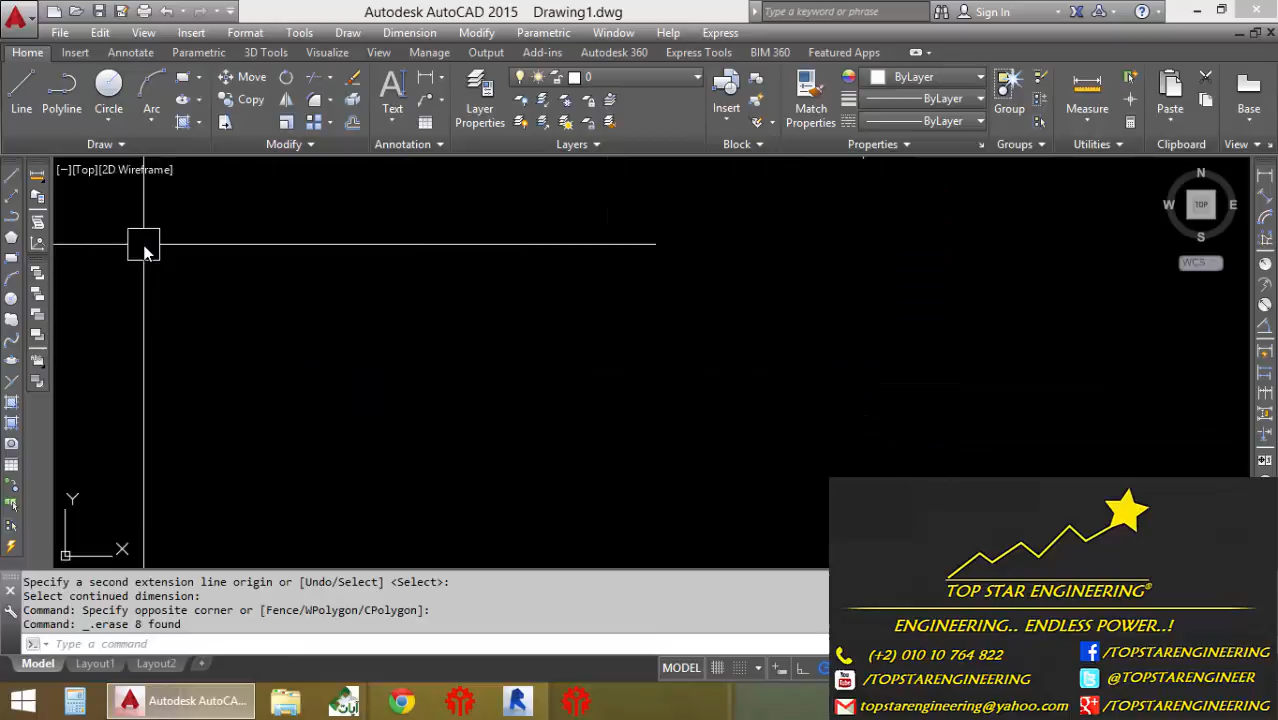 Autodesk AutoCAD 2015 Drawing1.dwg
Type a keyword or phrase
Sign In
File Edit View Insert Format Tools Draw Dimension Modify Parametric Window Help Express
Home Insert Annotate Parametric 3D Tools Visualize View Manage Output Add-ins Autodesk 360 Express Tools BIM 360 Featured Apps
Move
0
ByLayer
Copy
ByLayer
Line Polyline Circle Arc
Text
Layer Properties
Insert
Match Properties
ByLayer
Group
Measure
Paste
Base
Draw Modify Annotation Layers Block Properties Groups Utilities Clipboard View
[−][Top][2D Wireframe]
N
W TOP E
S
WCS
Y
X
Specify a second extension line origin or [Undo/Select] <Select>:
Select continued dimension:
Command: Specify opposite corner or [Fence/WPolygon/CPolygon]:
Command: _.erase 8 found
Type a command
Model Layout1 Layout2 +
MODEL
Autodesk AutoCA...
TOP STAR ENGINEERING®
ENGINEERING.. ENDLESS POWER..!
(+2) 010 10 764 822
/TOPSTARENGINEERING
/TOPSTARENGINEERING
@TOPSTARENGINEER
topstarengineering@yahoo.com
/TOPSTARENGINEERING